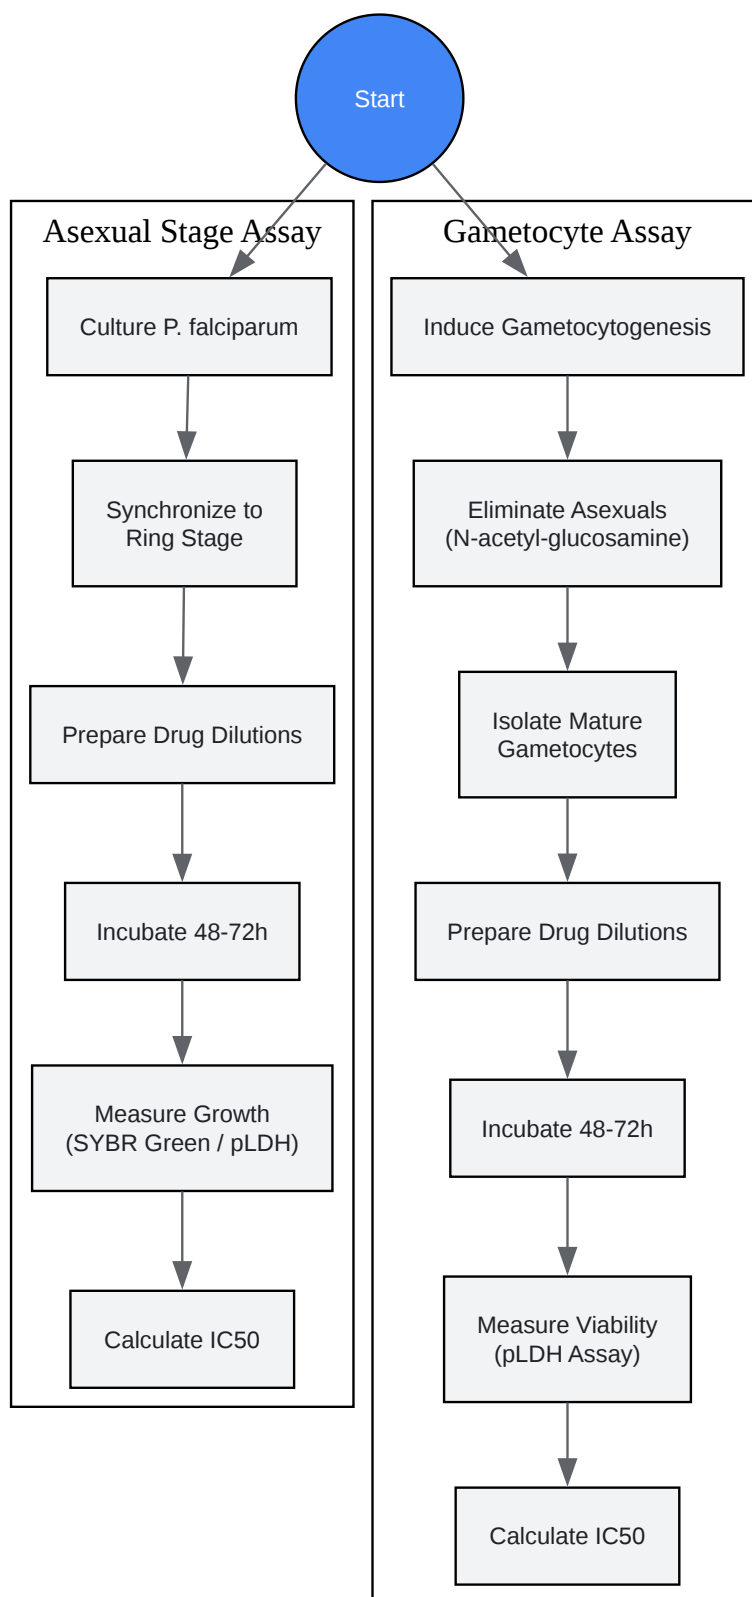 Start
Asexual Stage Assay
Culture P. falciparum
Synchronize to
Ring Stage
Prepare Drug Dilutions
Incubate 48-72h
Measure Growth
(SYBR Green / pLDH)
Calculate IC50
Gametocyte Assay
Induce Gametocytogenesis
Eliminate Asexuals
(N-acetyl-glucosamine)
Isolate Mature
Gametocytes
Prepare Drug Dilutions
Incubate 48-72h
Measure Viability
(pLDH Assay)
Calculate IC50